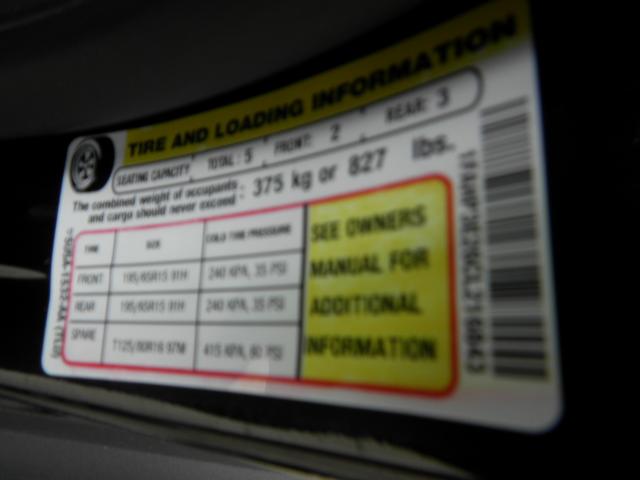 TIRE AND LOADING INFORMATION
SEATING CAPACITY TOTAL: 5 FRONT: 2 REAR: 3
The combined weight of occupants
and cargo should never exceed: 375 kg or 827 lbs.
TIRE SIZE COLD TIRE PRESSURE
FRONT 195/65R15 91H 240 KPA, 35 PSI
REAR 195/65R15 91H 240 KPA, 35 PSI
SPARE T125/80R16 97M 415 KPA, 60 PSI
SEE OWNERS
MANUAL FOR
ADDITIONAL
INFORMATION